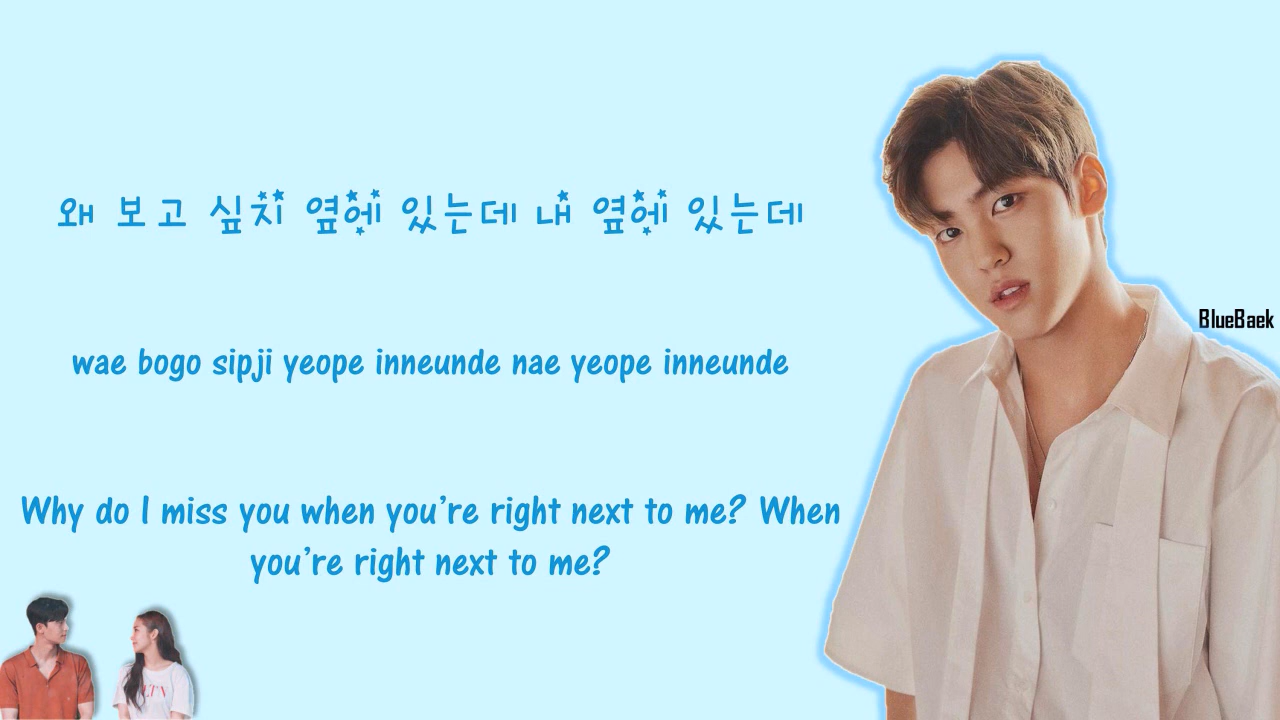 왜 보고 싶지 옆에 있는데 내 옆에 있는데
BlueBaek
wae bogo sipji yeope inneunde nae yeope inneunde
Why do I miss you when you're right next to me? When
you're right next to me?